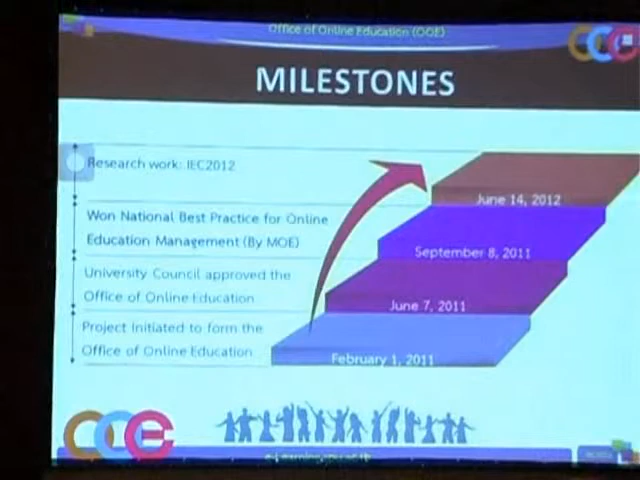 Office of Online Education (OOE)
MILESTONES
Research work: IEC2012
June 14, 2012
Won National Best Practice for Online
Education Management (By MOE)
September 8, 2011
University Council approved the
Office of Online Education
June 7, 2011
Project Initiated to form the
Office of Online Education
February 1, 2011